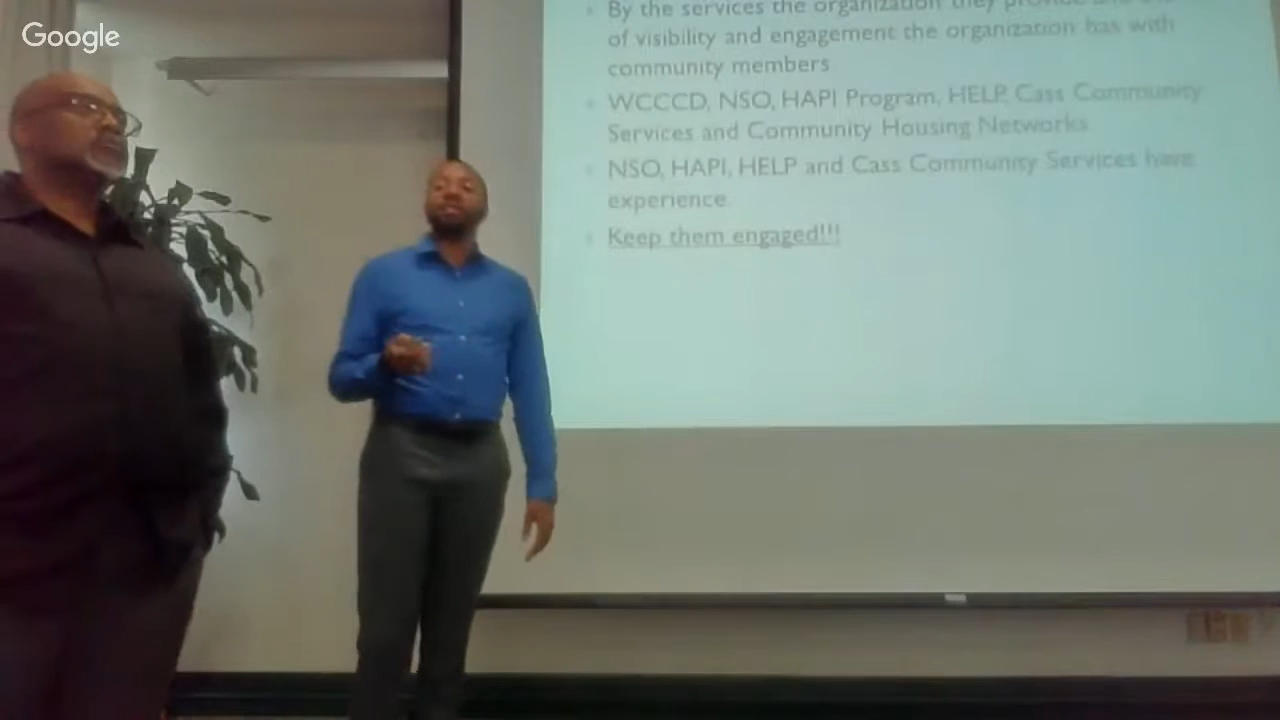 Google
By the services the organization they provide and the
of visibility and engagement the organization has with
community members
WCCCD, NSO, HAPI Program, HELP, Cass Community
Services and Community Housing Networks
NSO, HAPI, HELP and Cass Community Services have
experience.
Keep them engaged!!!